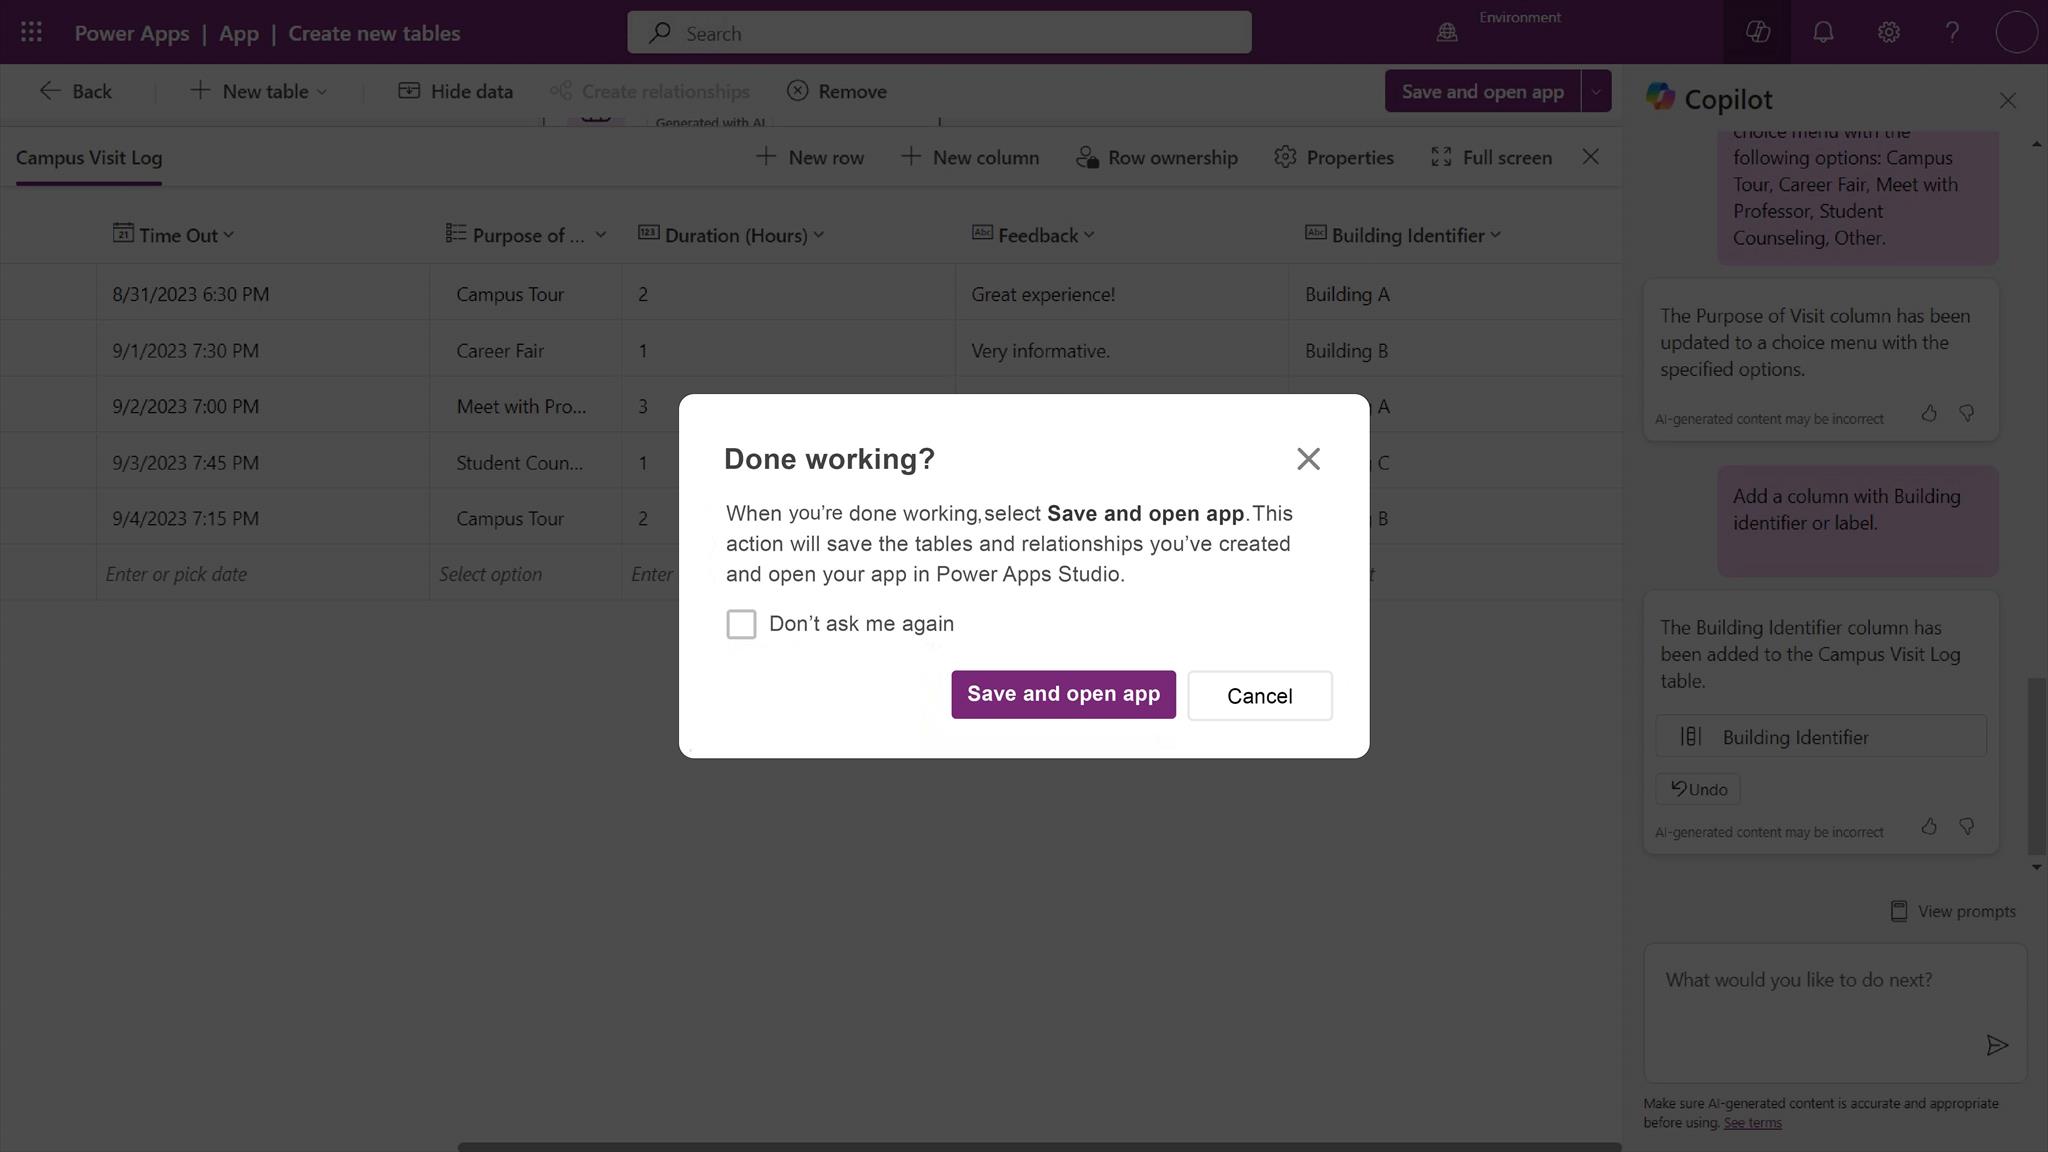 Power Apps | App | Create new tables
Search
Environment
Back
New table
Hide data
Create relationships
Remove
Save and open app
Generated with AI
Campus Visit Log
New row
New column
Row ownership
Properties
Full screen
Time Out
Purpose of ...
Duration (Hours)
Feedback
Building Identifier
8/31/2023 6:30 PM
Campus Tour
2
Great experience!
Building A
9/1/2023 7:30 PM
Career Fair
1
Very informative.
Building B
9/2/2023 7:00 PM
Meet with Pro...
3
A
9/3/2023 7:45 PM
Student Coun...
1
C
9/4/2023 7:15 PM
Campus Tour
2
B
Enter or pick date
Select option
Enter
Done working?
When you're done working,select Save and open app.This
action will save the tables and relationships you've created
and open your app in Power Apps Studio.
Don't ask me again
Save and open app
Cancel
Copilot
choice menu with the
following options: Campus
Tour, Career Fair, Meet with
Professor, Student
Counseling, Other.
The Purpose of Visit column has been
updated to a choice menu with the
specified options.
AI-generated content may be incorrect
Add a column with Building
identifier or label.
The Building Identifier column has
been added to the Campus Visit Log
table.
Building Identifier
Undo
AI-generated content may be incorrect
View prompts
What would you like to do next?
Make sure AI-generated content is accurate and appropriate
before using. See terms